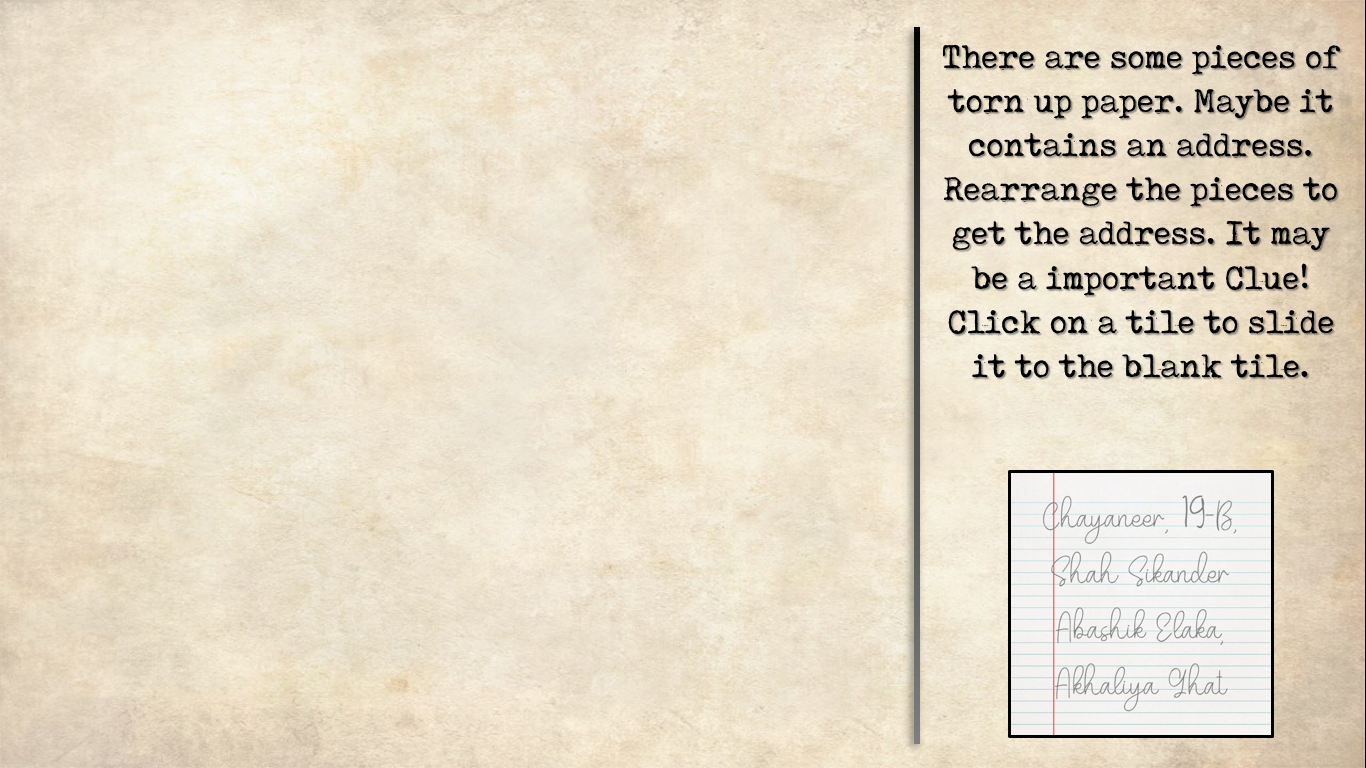 There are some pieces of
torn up paper. Maybe it
contains an address.
Rearrange the pieces to
get the address. It may
be a important Clue!
Click on a tile to slide
it to the blank tile.
Chayaneer, 19-B,
Shah Sikander
Abashik Elaka,
Akhaliya Ghat